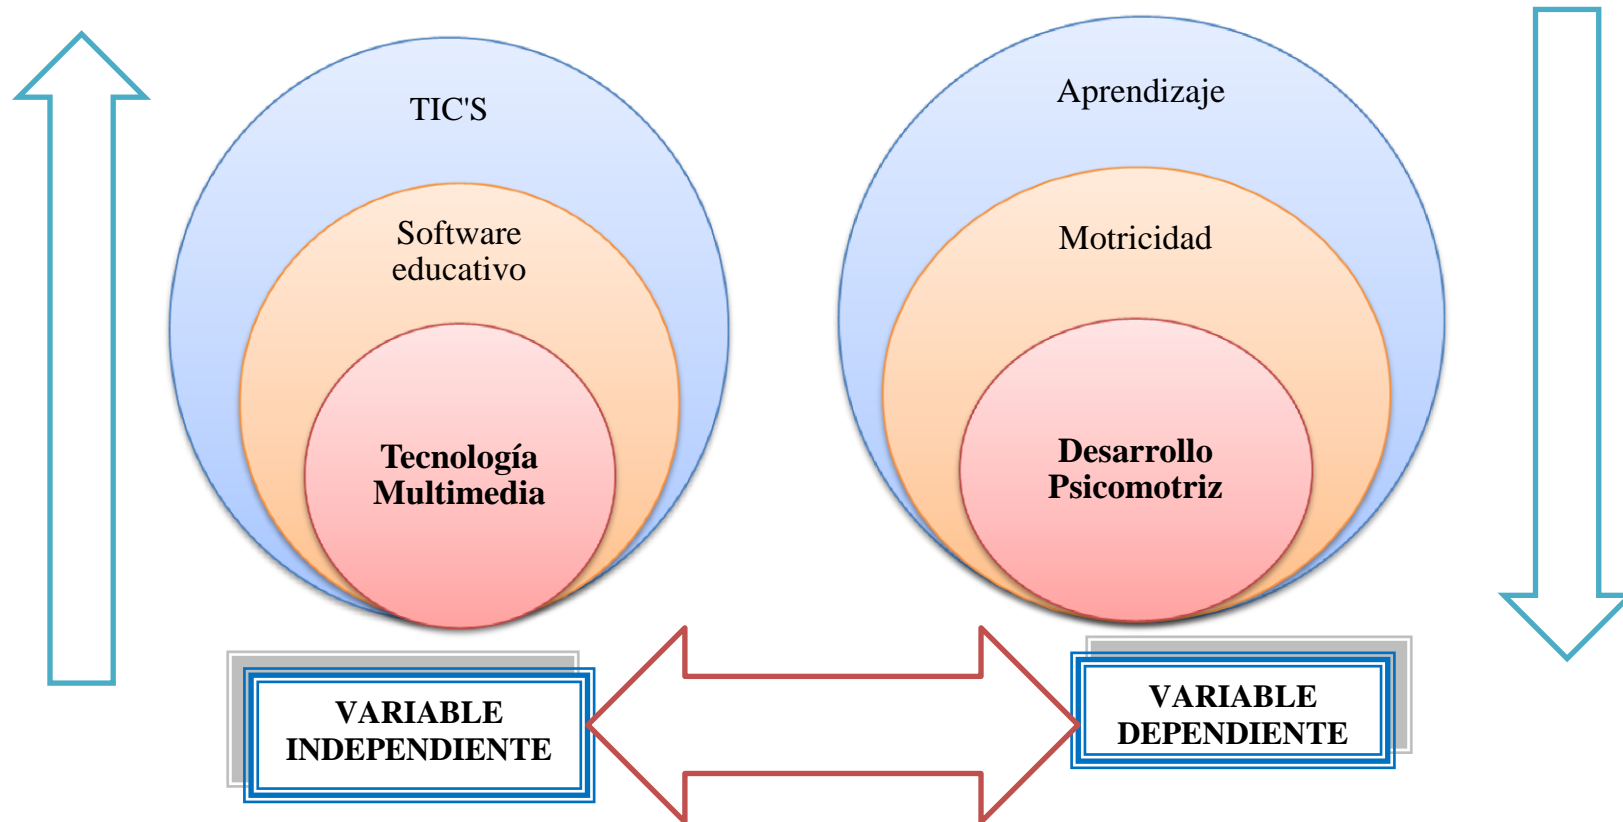 TIC'S
Software
educativo
Tecnología
Multimedia
Aprendizaje
Motricidad
Desarrollo
Psicomotriz
VARIABLE
INDEPENDIENTE
VARIABLE
DEPENDIENTE